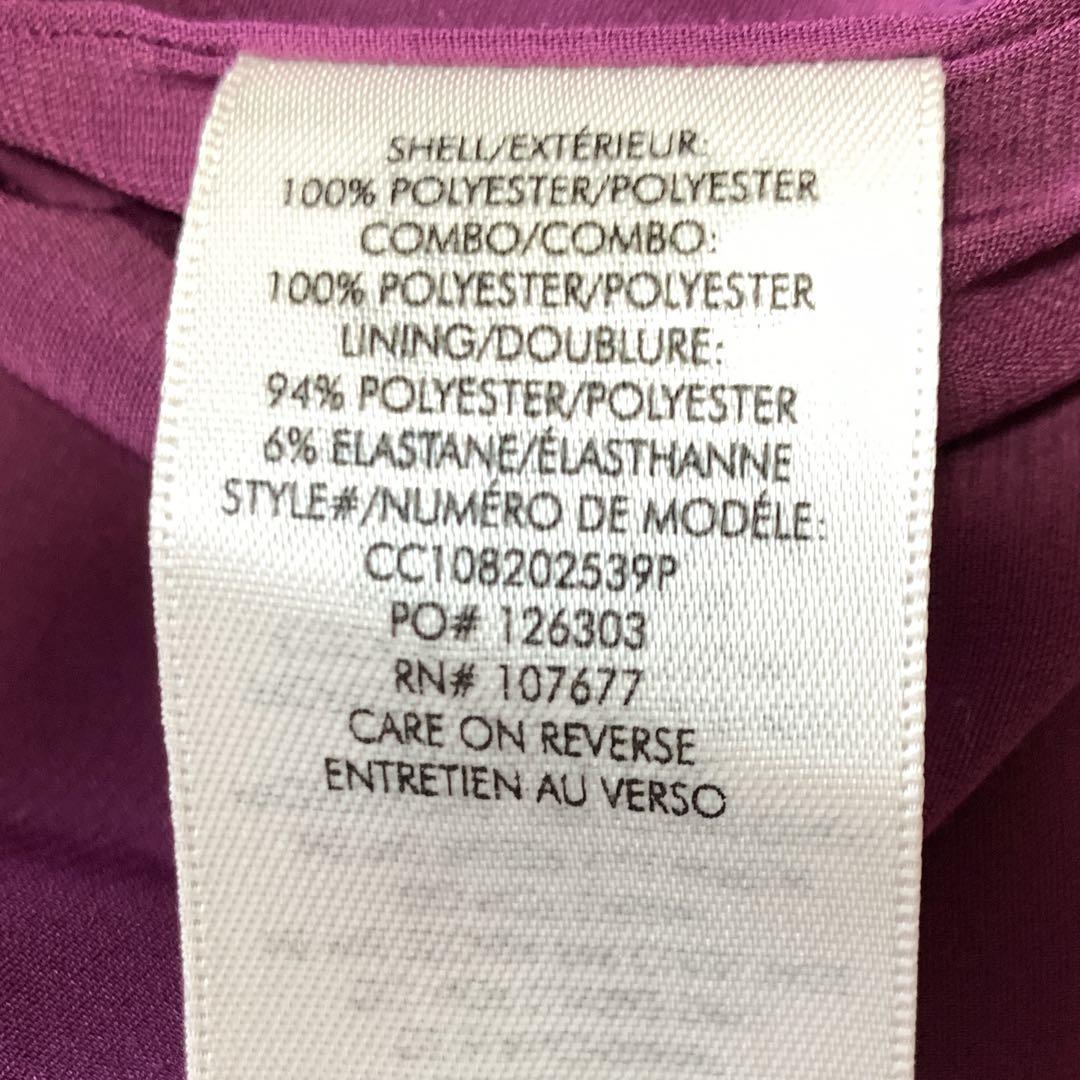 SHELL/EXTÉRIEUR:
100% POLYESTER/POLYESTER
COMBO/COMBO:
100% POLYESTER/POLYESTER
LINING/DOUBLURE:
94% POLYESTER/POLYESTER
6% ELASTANE/ÉLASTHANNE
STYLE#/NUMÉRO DE MODÉLE:
CC108202539P
PO# 126303
RN# 107677
CARE ON REVERSE
ENTRETIEN AU VERSO